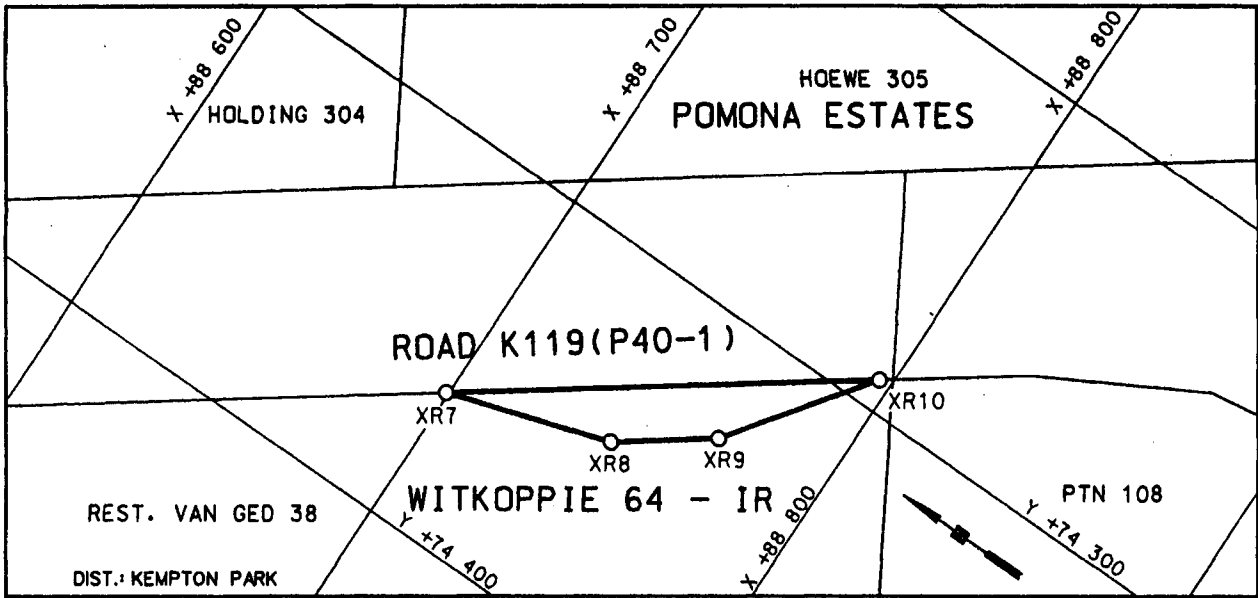 X +88 600
X +88 700
X +88 800
HOLDING 304
HOEWE 305
POMONA ESTATES
ROAD K119(P40-1)
XR7
XR10
XR8
XR9
WITKOPPIE 64 - IR
REST. VAN GED 38
PTN 108
Y +74 400
X +88 800
Y +74 300
DIST.: KEMPTON PARK